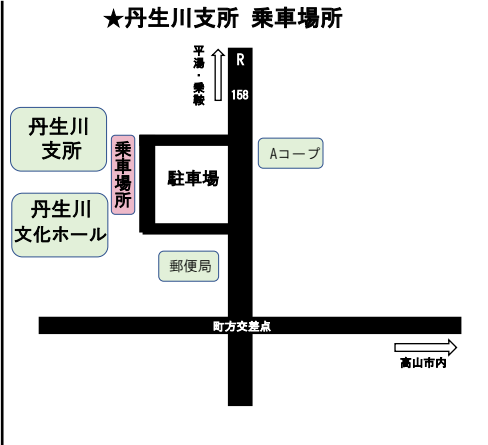 ★丹生川支所 乗車場所
平湯・乗鞍
R
158
丹生川
支所
乗車場所
駐車場
Aコープ
丹生川
文化ホール
郵便局
町方交差点
高山市内